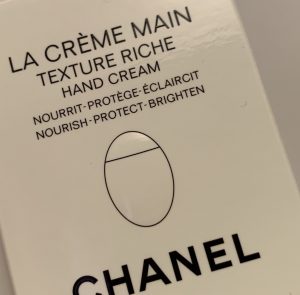 LA CRÈME MAIN
TEXTURE RICHE
HAND CREAM
NOURRIT·PROTÈGE·ÉCLAIRCIT
NOURISH·PROTECT·BRIGHTEN
CHANEL